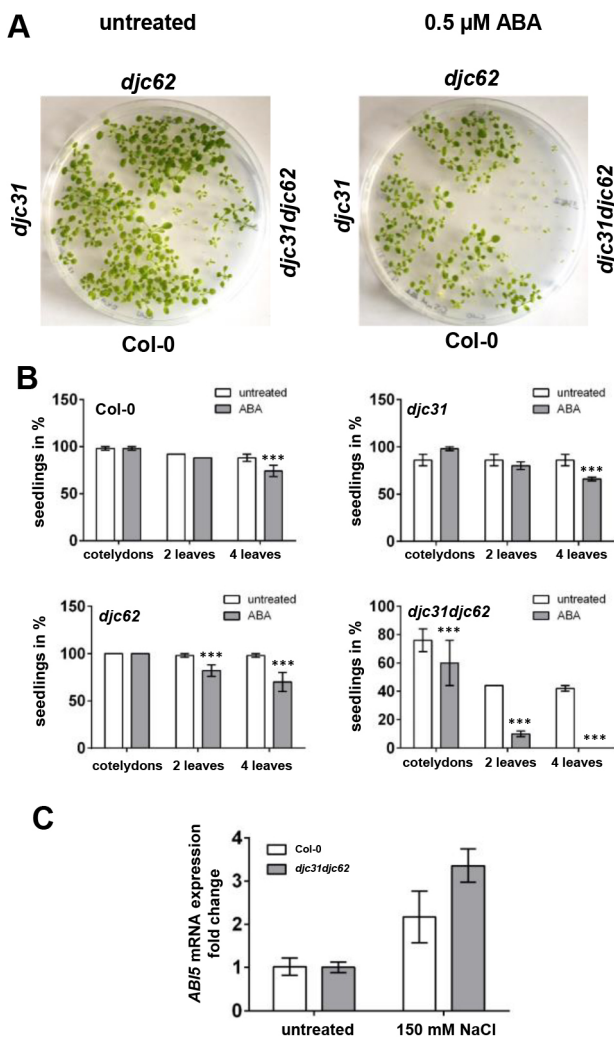 A
untreated
0.5 µM ABA
djc62
djc62
djc31
djc31djc62
djc31
djc31djc62
Col-0
Col-0
B
150
100
50
0
seedlings in %
Col-0
untreated
ABA
***
cotelydons 2 leaves 4 leaves
150
100
50
0
seedlings in %
djc31
untreated
ABA
***
cotelydons 2 leaves 4 leaves
150
100
50
0
seedlings in %
djc62
untreated
ABA
*** ***
cotelydons 2 leaves 4 leaves
100
80
60
40
20
0
seedlings in %
djc31djc62
untreated
ABA
*** *** ***
cotelydons 2 leaves 4 leaves
C
ABI5 mRNA expression
fold change
4
3
2
1
0
Col-0
djc31djc62
untreated 150 mM NaCl